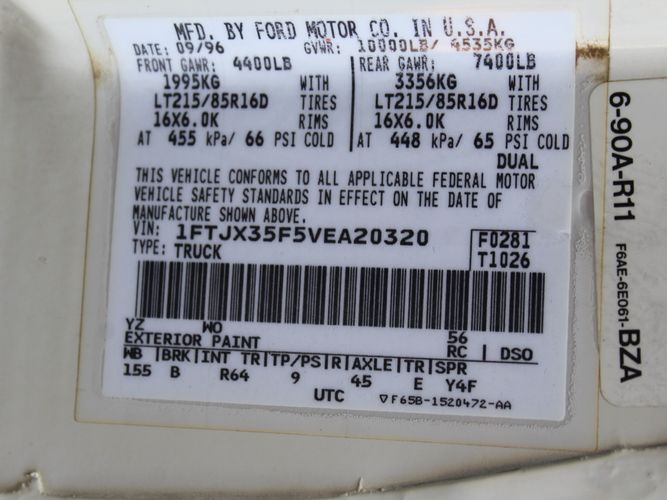 MFD. BY FORD MOTOR CO. IN U.S.A.
DATE: 09/96 GVWR: 10000LB/ 4535KG
FRONT GAWR: 4400LB REAR GAWR: 7400LB
1995KG WITH 3356KG WITH
LT215/85R16D TIRES LT215/85R16D TIRES
16X6.0K RIMS 16X6.0K RIMS
AT 455 kPa/ 66 PSI COLD AT 448 kPa/ 65 PSI COLD
DUAL
THIS VEHICLE CONFORMS TO ALL APPLICABLE FEDERAL MOTOR
VEHICLE SAFETY STANDARDS IN EFFECT ON THE DATE OF
MANUFACTURE SHOWN ABOVE.
VIN: 1FTJX35F5VEA20320 F0281
TYPE: TRUCK T1026
YZ WO 56
EXTERIOR PAINT RC DSO
WB BRK INT TR TP/PS R AXLE TR SPR
155 B R64 9 45 E Y4F
UTC ▽F65B-1520472-AA
6-90A-R11
F6AE-6E061-BZA